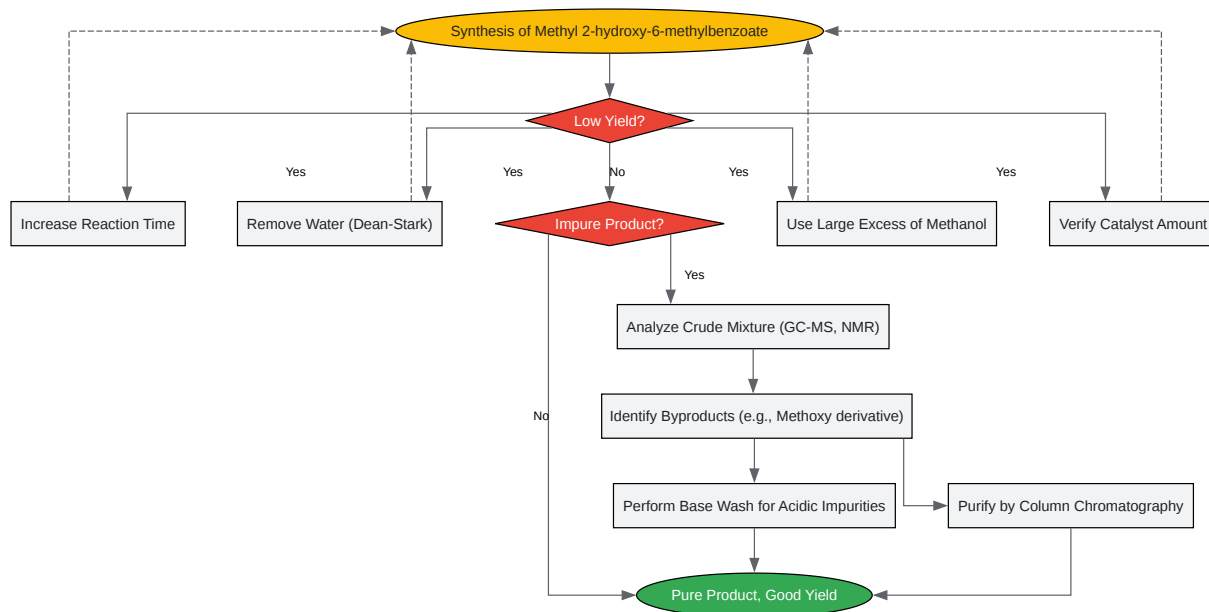 Synthesis of Methyl 2-hydroxy-6-methylbenzoate
Low Yield?
Yes
Yes
No
Yes
Yes
Increase Reaction Time
Remove Water (Dean-Stark)
Impure Product?
Use Large Excess of Methanol
Verify Catalyst Amount
Yes
Analyze Crude Mixture (GC-MS, NMR)
No
Identify Byproducts (e.g., Methoxy derivative)
Perform Base Wash for Acidic Impurities
Purify by Column Chromatography
Pure Product, Good Yield